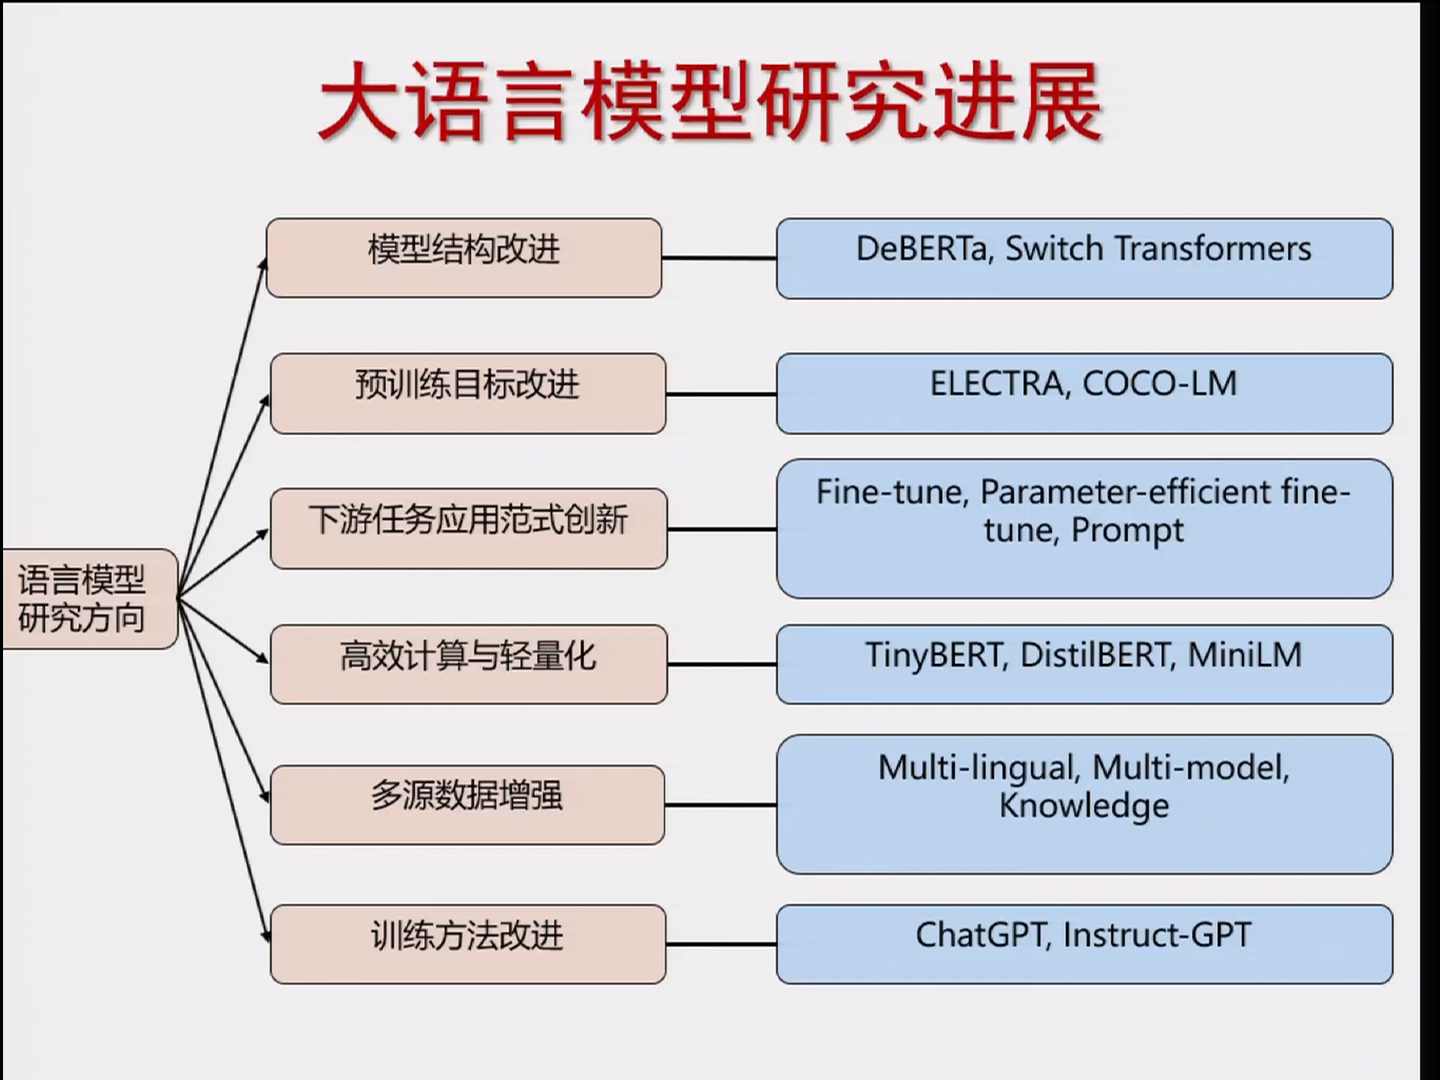 大语言模型研究进展
模型结构改进
DeBERTa, Switch Transformers
预训练目标改进
ELECTRA, COCO-LM
下游任务应用范式创新
Fine-tune, Parameter-efficient fine-
tune, Prompt
语言模型
研究方向
高效计算与轻量化
TinyBERT, DistilBERT, MiniLM
多源数据增强
Multi-lingual, Multi-model,
Knowledge
训练方法改进
ChatGPT, Instruct-GPT